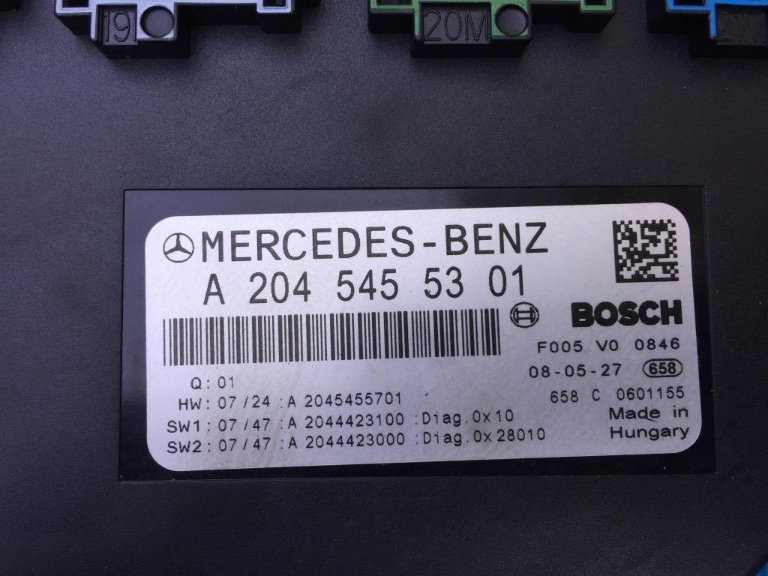 19
20M
MERCEDES-BENZ
A 204 545 53 01
BOSCH
F005 V0 0846
Q: 01
08-05-27 658
HW: 07/24 :A 2045455701
658 C 0601155
SW1: 07/47 :A 2044423100 :Diag.0x10
Made in
SW2: 07/47 :A 2044423000 :Diag.0x28010
Hungary